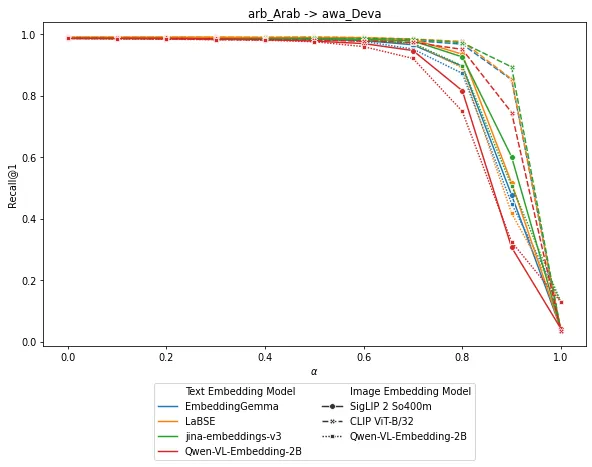 arb_Arab -> awa_Deva
1.0
0.8
0.6
0.4
0.2
0.0
Recall@1
0.0 0.2 0.4 0.6 0.8 1.0
α
Text Embedding Model
EmbeddingGemma
LaBSE
jina-embeddings-v3
Qwen-VL-Embedding-2B
Image Embedding Model
SigLIP 2 So400m
CLIP ViT-B/32
Qwen-VL-Embedding-2B